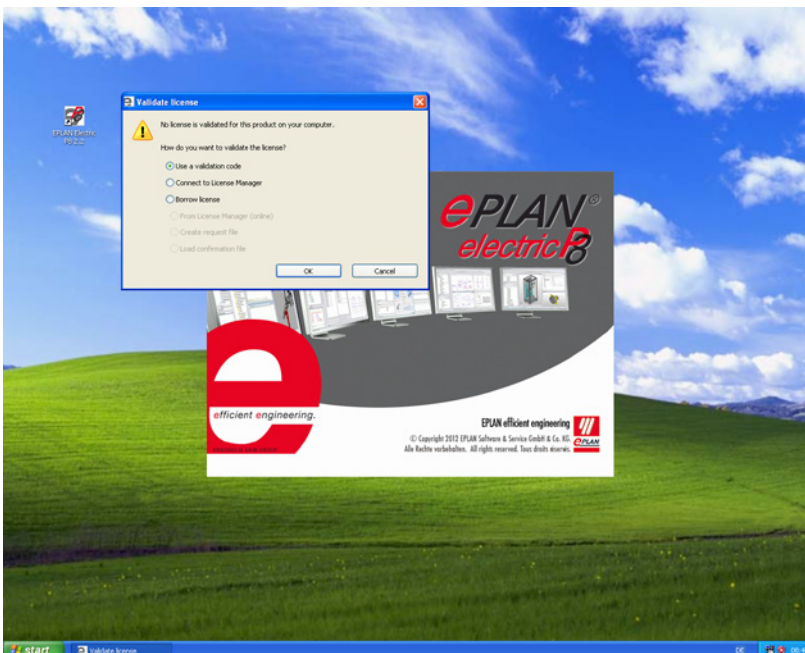 EPLAN Electric
P8 2.2
Validate license
No license is validated for this product on your computer.
How do you want to validate the license?
Use a validation code
Connect to License Manager
Borrow license
From License Manager (online)
Create request file
Load confirmation file
OK
Cancel
ePLAN®
electric P8
efficient engineering.
EPLAN efficient engineering
© Copyright 2012 EPLAN Software & Service GmbH & Co. KG.
Alle Rechte vorbehalten. All rights reserved. Tous droits réservés.
ePLAN
start
Validate license
DE